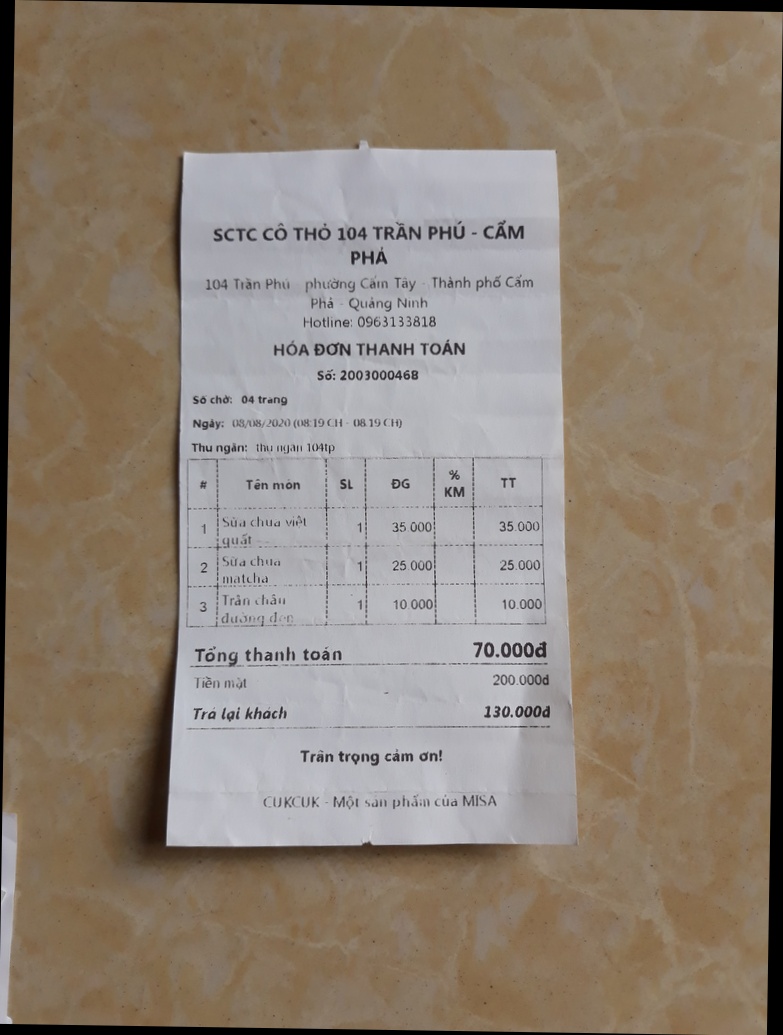 SCTC CÔ THỎ 104 TRẦN PHÚ - CẨM
PHẢ
104 Trần Phú phường Cẩm Tây - Thành phố Cẩm
Phả - Quảng Ninh
Hotline: 0963133818
HÓA ĐƠN THANH TOÁN
Số: 2003000468
Số chờ: 04 trang
Ngày: 08/08/2020 (08:19 CH - 08:19 CH)
Thu ngân: thu ngân 104tp
# Tên món SL ĐG % KM TT
1 Sữa chua việt quất 1 35.000 35.000
2 Sữa chua matcha 1 25.000 25.000
3 Trân châu đường đen 1 10.000 10.000
Tổng thanh toán 70.000đ
Tiền mặt 200.000đ
Trả lại khách 130.000đ
Trân trọng cảm ơn!
CUKCUK - Một sản phẩm của MISA